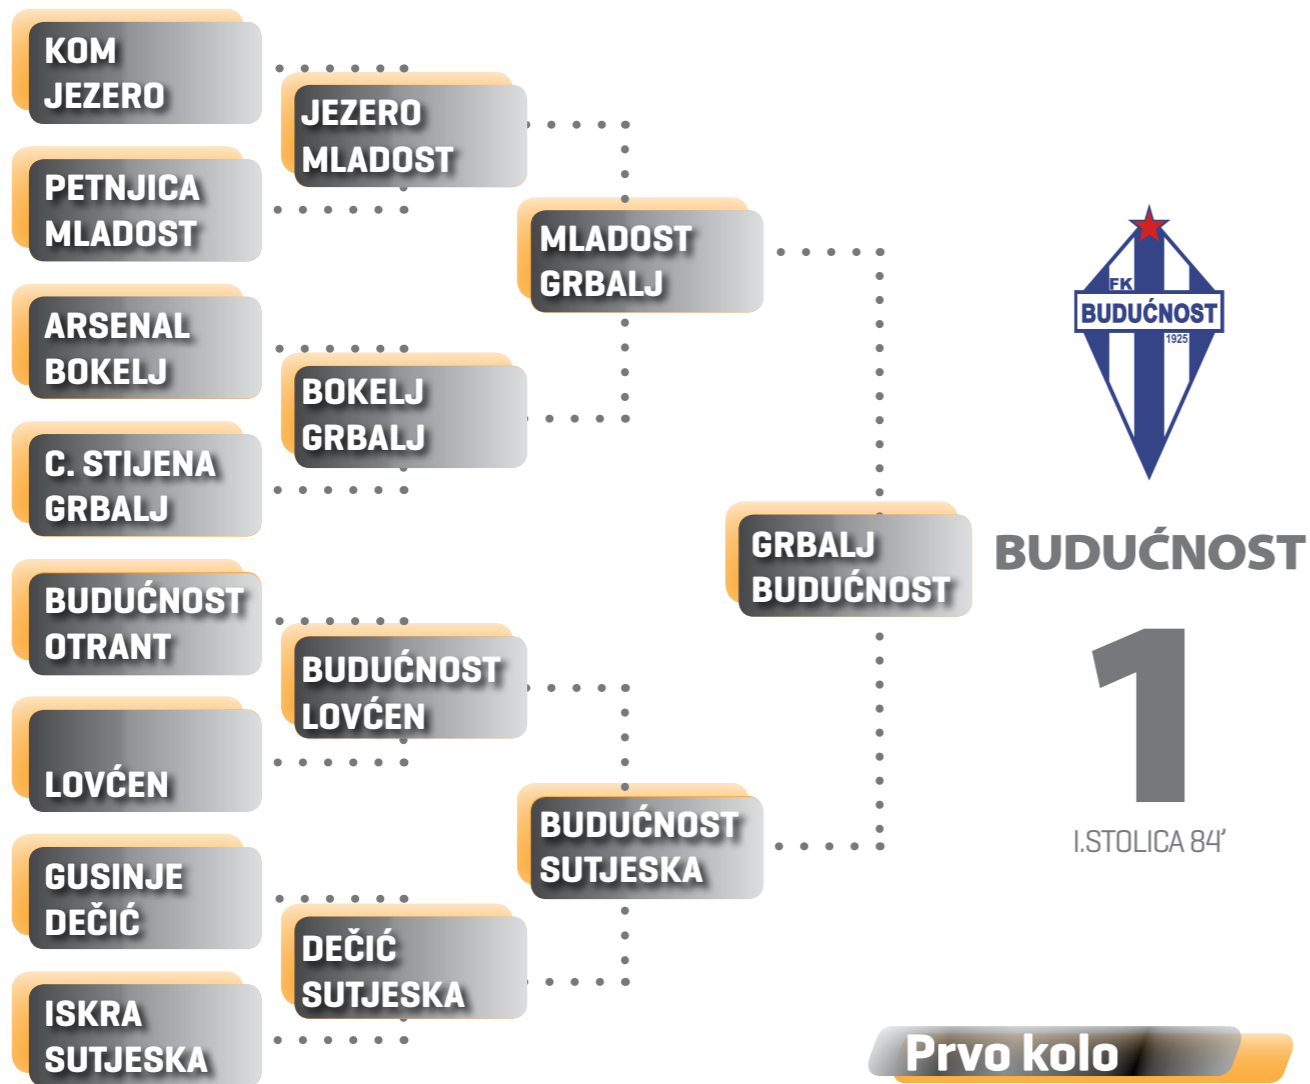 KOM
JEZERO
PETNJICA
MLADOST
ARSENAL
BOKELJ
C. STIJENA
GRBALJ
BUDUĆNOST
OTRANT
LOVĆEN
GUSINJE
DEČIĆ
ISKRA
SUTJESKA
JEZERO
MLADOST
BOKELJ
GRBALJ
BUDUĆNOST
LOVĆEN
DEČIĆ
SUTJESKA
MLADOST
GRBALJ
BUDUĆNOST
SUTJESKA
GRBALJ
BUDUĆNOST
FK
BUDUĆNOST
1925
BUDUĆNOST
1
I.STOLICA 84'
Prvo kolo